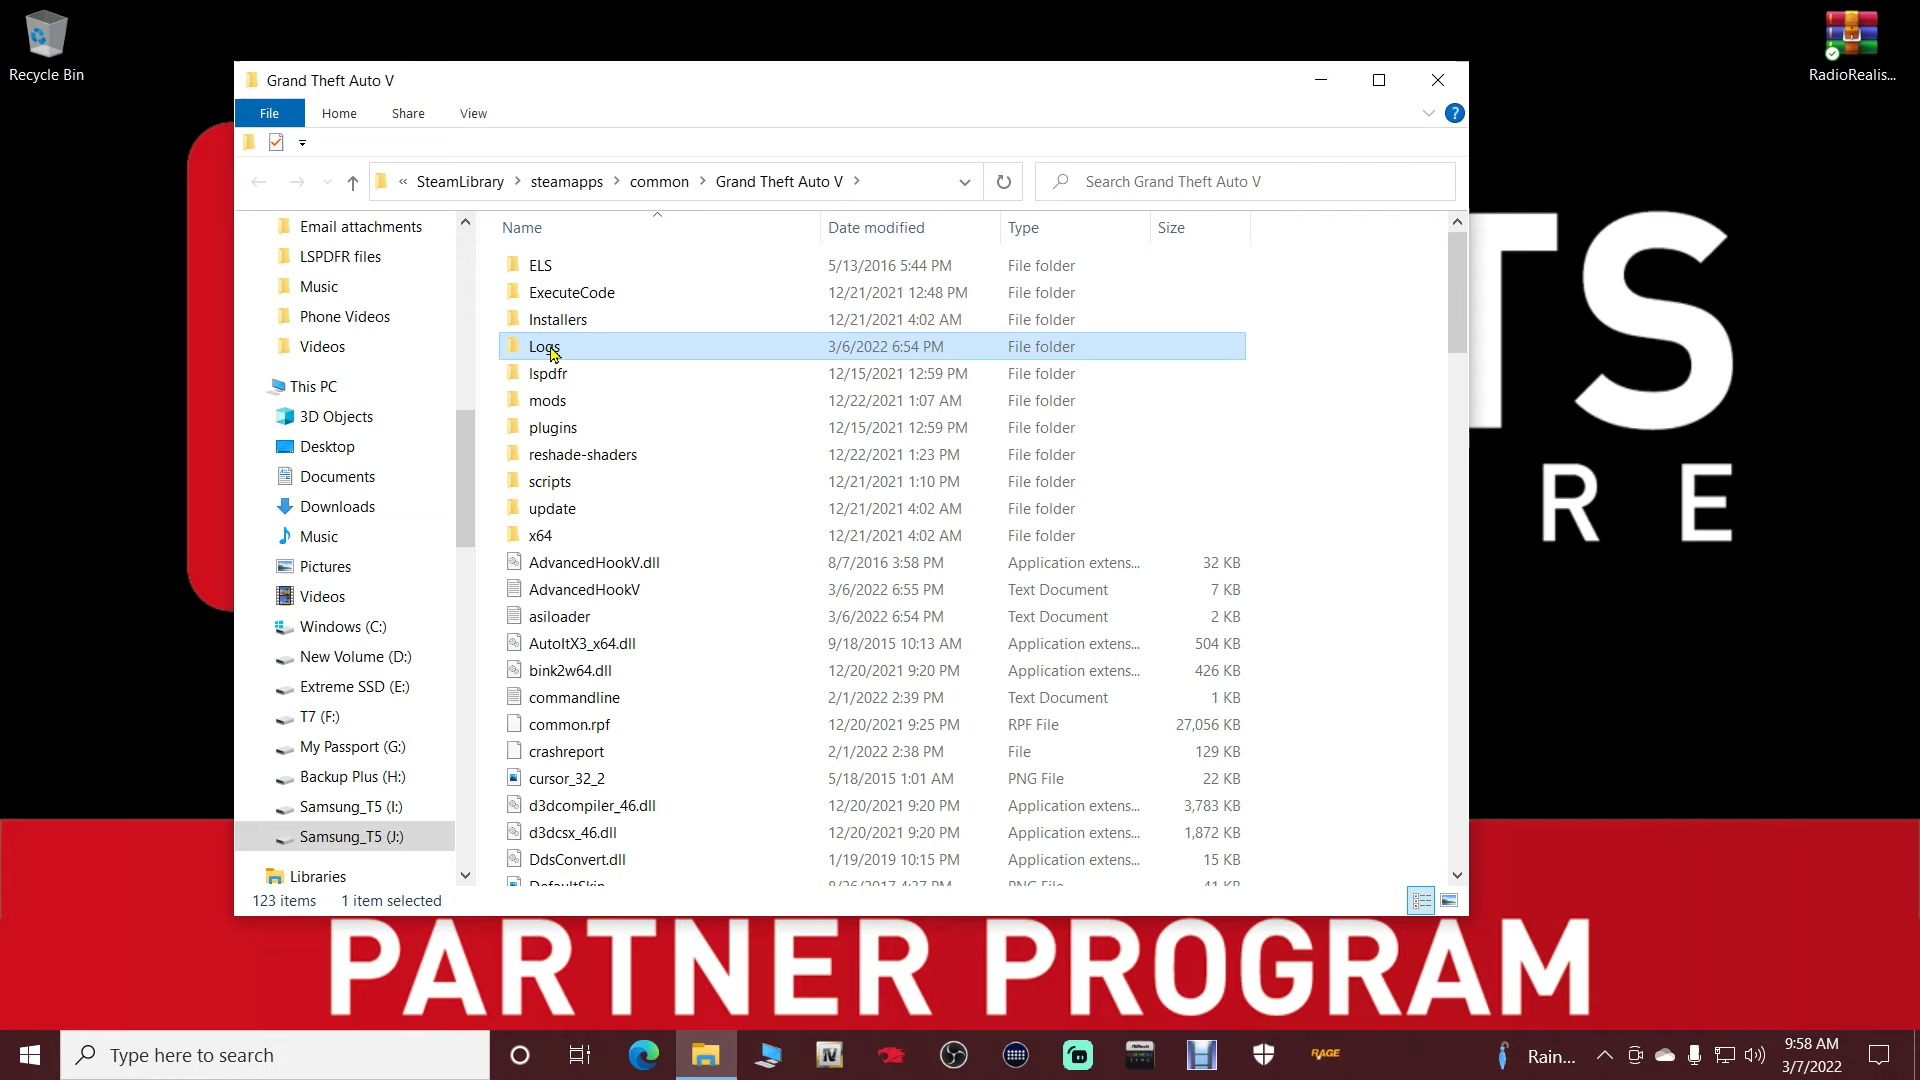 Recycle Bin
RadioRealis...
Grand Theft Auto V
File Home Share View
« SteamLibrary > steamapps > common > Grand Theft Auto V >
Search Grand Theft Auto V
Email attachments
LSPDFR files
Music
Phone Videos
Videos
This PC
3D Objects
Desktop
Documents
Downloads
Music
Pictures
Videos
Windows (C:)
New Volume (D:)
Extreme SSD (E:)
T7 (F:)
My Passport (G:)
Backup Plus (H:)
Samsung_T5 (I:)
Samsung_T5 (J:)
Libraries
Name Date modified Type Size
ELS 5/13/2016 5:44 PM File folder
ExecuteCode 12/21/2021 12:48 PM File folder
Installers 12/21/2021 4:02 AM File folder
Logs 3/6/2022 6:54 PM File folder
lspdfr 12/15/2021 12:59 PM File folder
mods 12/22/2021 1:07 AM File folder
plugins 12/15/2021 12:59 PM File folder
reshade-shaders 12/22/2021 1:23 PM File folder
scripts 12/21/2021 1:10 PM File folder
update 12/21/2021 4:02 AM File folder
x64 12/21/2021 4:02 AM File folder
AdvancedHookV.dll 8/7/2016 3:58 PM Application extens... 32 KB
AdvancedHookV 3/6/2022 6:55 PM Text Document 7 KB
asiloader 3/6/2022 6:54 PM Text Document 2 KB
AutoItX3_x64.dll 9/18/2015 10:13 AM Application extens... 504 KB
bink2w64.dll 12/20/2021 9:20 PM Application extens... 426 KB
commandline 2/1/2022 2:39 PM Text Document 1 KB
common.rpf 12/20/2021 9:25 PM RPF File 27,056 KB
crashreport 2/1/2022 2:38 PM File 129 KB
cursor_32_2 5/18/2015 1:01 AM PNG File 22 KB
d3dcompiler_46.dll 12/20/2021 9:20 PM Application extens... 3,783 KB
d3dcsx_46.dll 12/20/2021 9:20 PM Application extens... 1,872 KB
DdsConvert.dll 1/19/2019 10:15 PM Application extens... 15 KB
DefaultSkin 8/26/2017 4:37 PM PNG File 41 KB
123 items 1 item selected
TS
R E
PARTNER PROGRAM
Type here to search
RAGE
Rain...
9:58 AM
3/7/2022